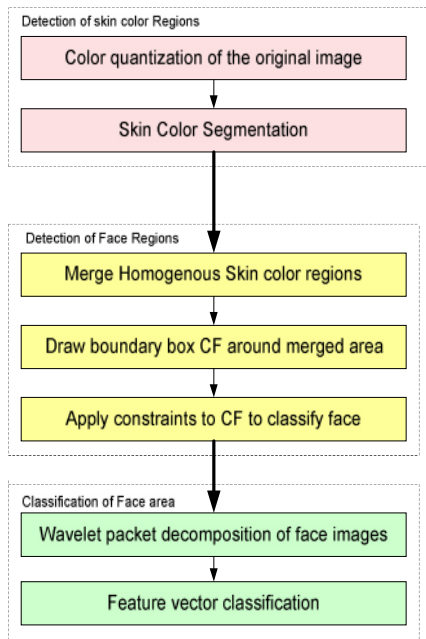 Detection of skin color Regions
Color quantization of the original image
Skin Color Segmentation
Detection of Face Regions
Merge Homogenous Skin color regions
Draw boundary box CF around merged area
Apply constraints to CF to classify face
Classification of Face area
Wavelet packet decomposition of face images
Feature vector classification